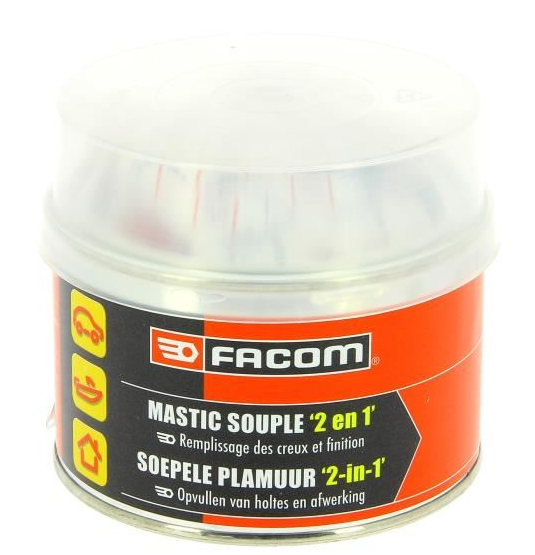 FACOM®
MASTIC SOUPLE '2 en 1'
Remplissage des creux et finition
SOEPELE PLAMUUR '2-in-1'
Opvullen van holtes en afwerking